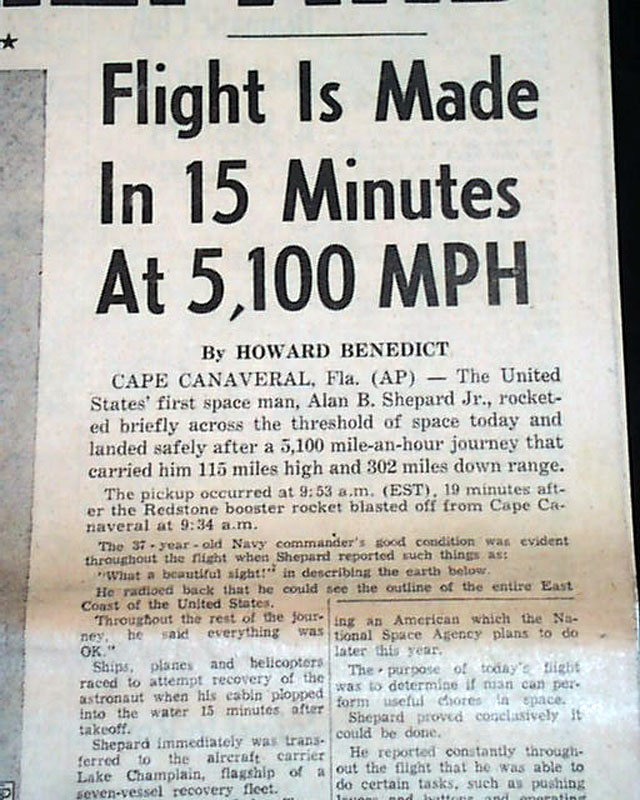 Flight Is Made
In 15 Minutes
At 5,100 MPH
By HOWARD BENEDICT
CAPE CANAVERAL, Fla. (AP) — The United
States' first space man, Alan B. Shepard Jr., rocket-
ed briefly across the threshold of space today and
landed safely after a 5,100 mile-an-hour journey that
carried him 115 miles high and 302 miles down range.
The pickup occurred at 9:53 a.m. (EST), 19 minutes aft-
er the Redstone booster rocket blasted off from Cape Ca-
naveral at 9:34 a.m.
The 37-year-old Navy commander's good condition was evident
throughout the flight when Shepard reported such things as:
"What a beautiful sight!" in describing the earth below.
He radioed back that he could see the outline of the entire East
Coast of the United States.
Throughout the rest of the jour-
ney, he said everything was
OK."
Ships, planes and helicopters
raced to attempt recovery of the
astronaut when his cabin plopped
into the water 15 minutes after
takeoff.
Shepard immediately was trans-
ferred to the aircraft carrier
Lake Champlain, flagship of a
seven-vessel recovery fleet.
ing an American which the Na-
tional Space Agency plans to do
later this year.
The purpose of today's flight
was to determine if man can per-
form useful chores in space.
Shepard proved conclusively it
could be done.
He reported constantly through-
out the flight that he was able to
do certain tasks, such as pushing